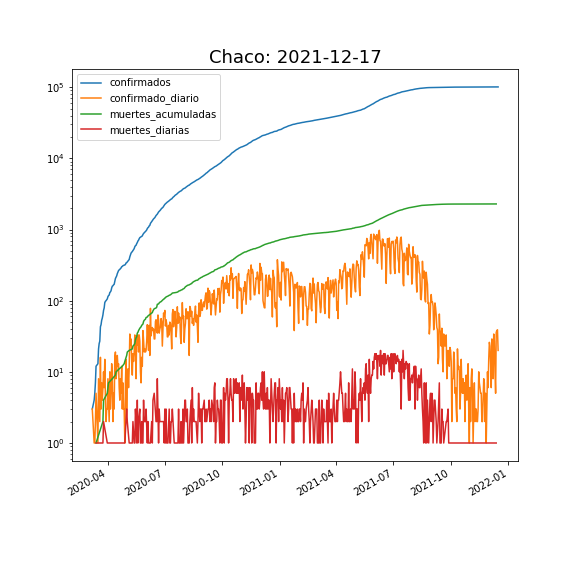 Chaco: 2021-12-17
confirmados
confirmado_diario
muertes_acumuladas
muertes_diarias
10⁵
10⁴
10³
10²
10¹
10⁰
2020-04
2020-07
2020-10
2021-01
2021-04
2021-07
2021-10
2022-01